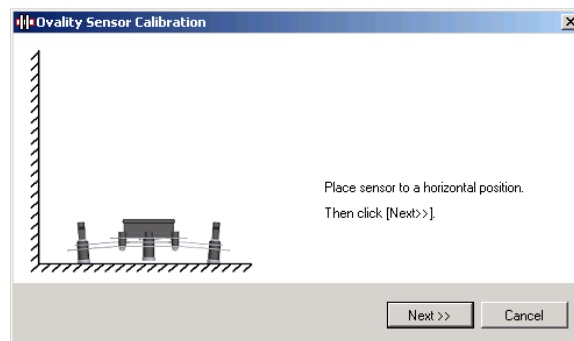 Ovality Sensor Calibration
Place sensor to a horizontal position.
Then click [Next>>].
Next >>
Cancel